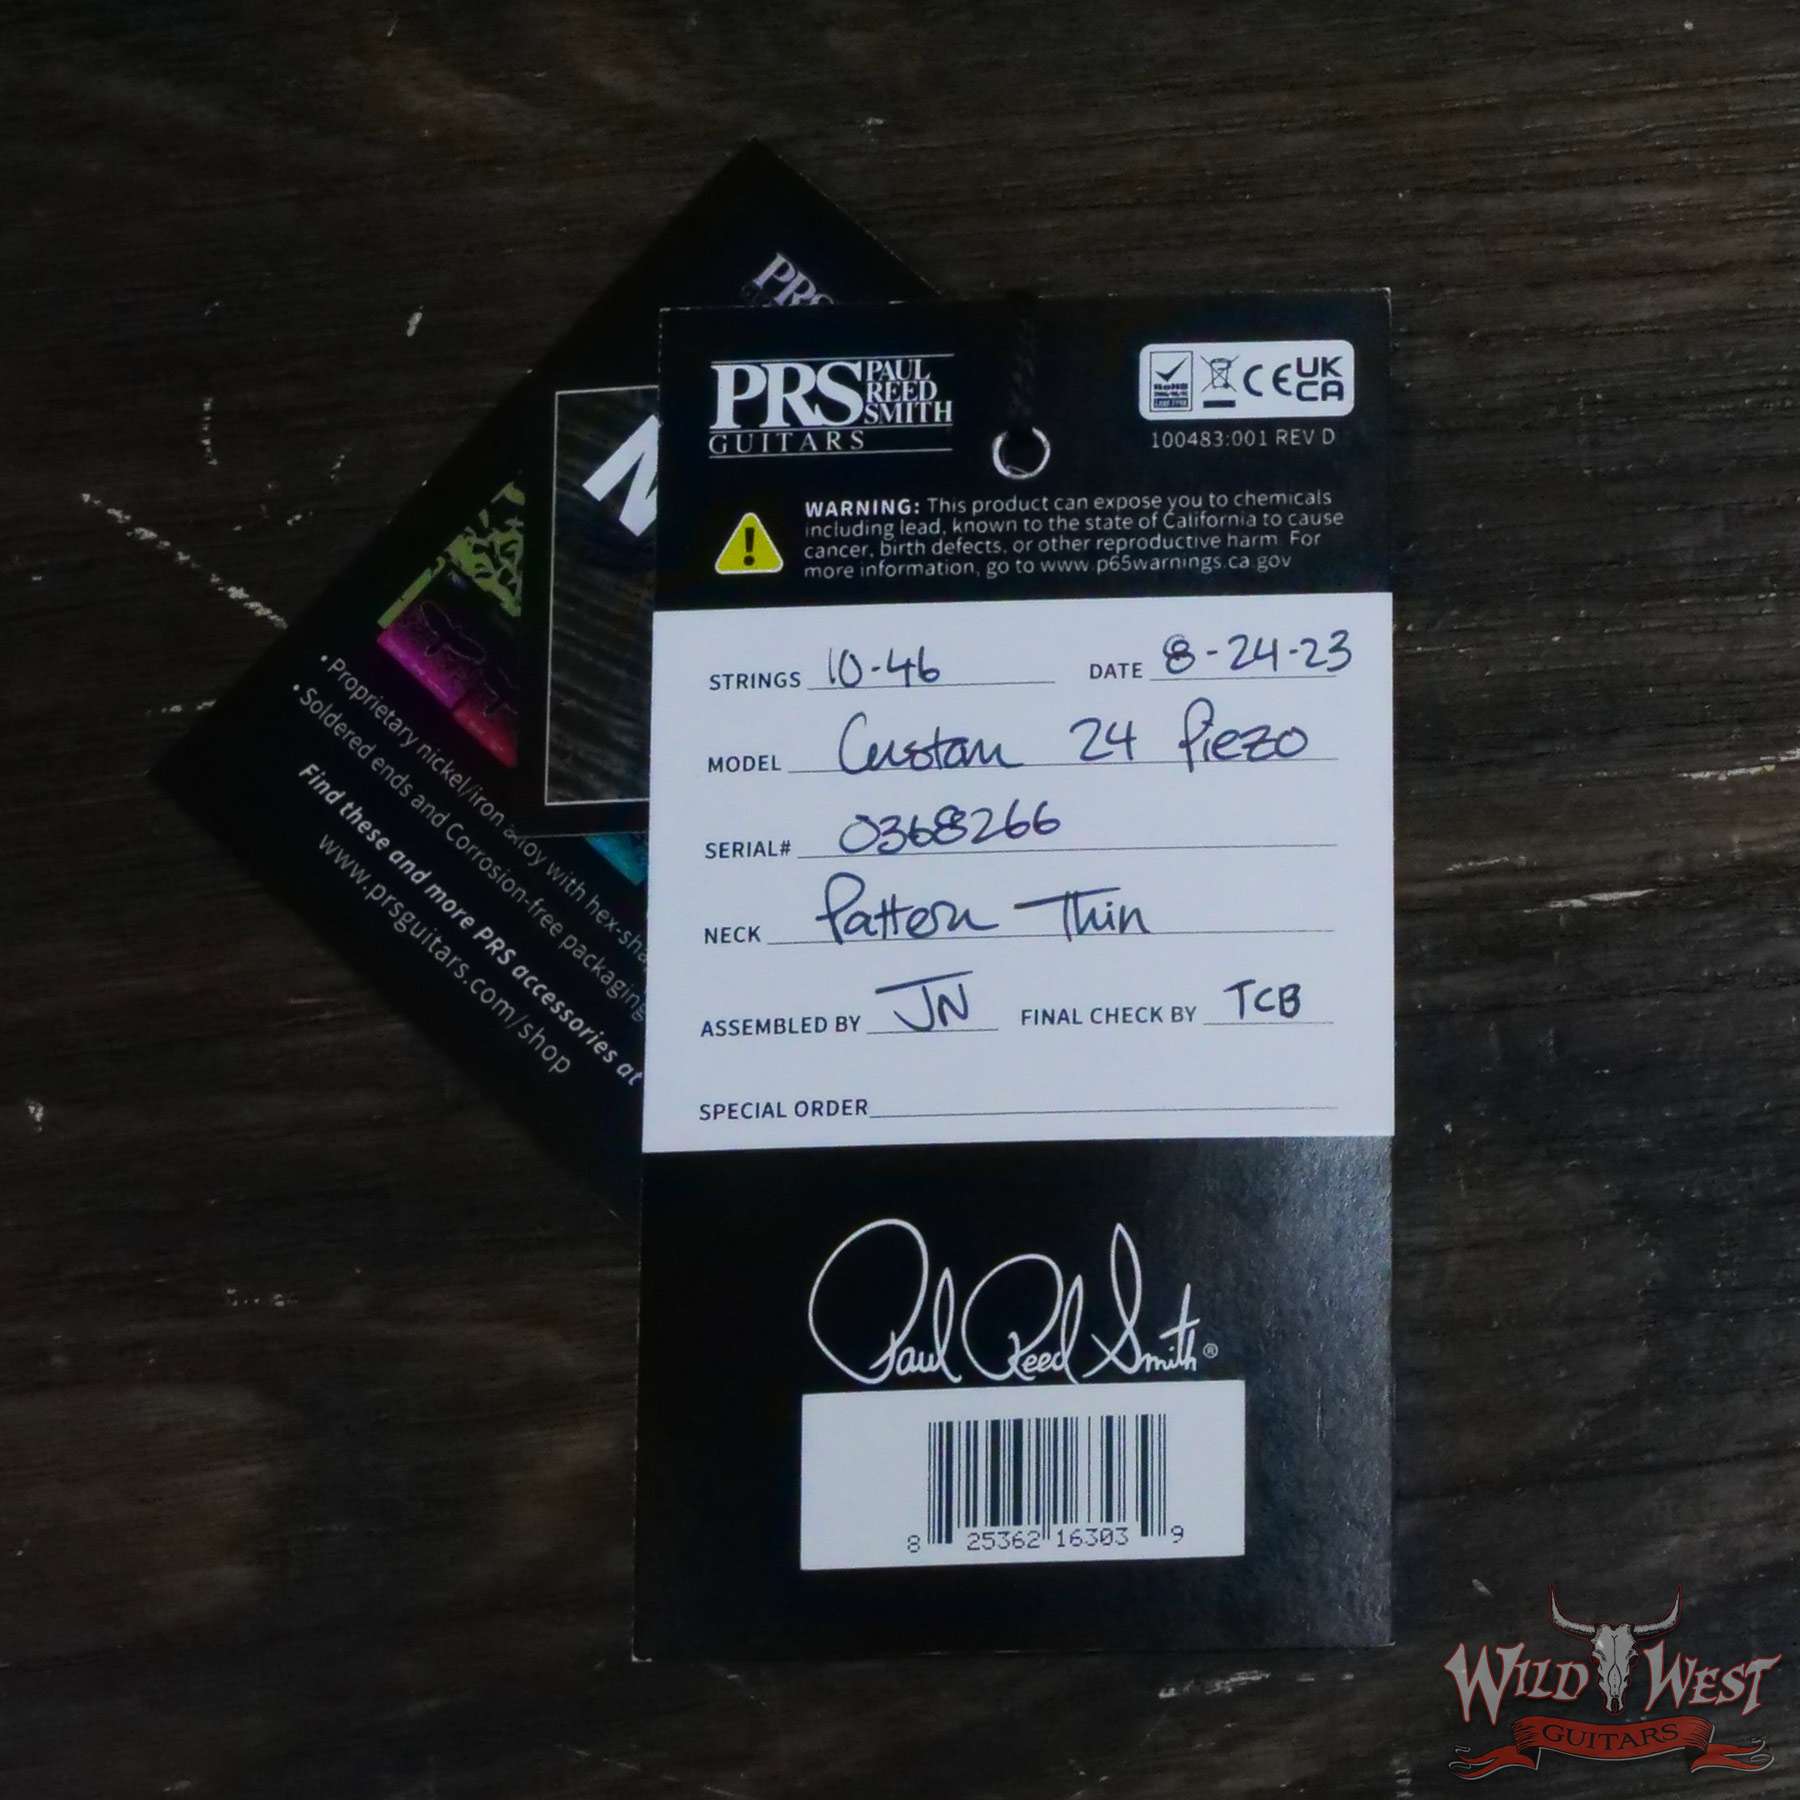 PRS
PRS PAUL REED SMITH
GUITARS
RoHS
CE UK CA
100483:001 REV D
WARNING: This product can expose you to chemicals
including lead, known to the state of California to cause
cancer, birth defects, or other reproductive harm. For
more information, go to www.p65warnings.ca.gov
STRINGS 10-46 DATE 8-24-23
MODEL Custom 24 Piezo
SERIAL# 0368266
NECK Pattern Thin
ASSEMBLED BY JN FINAL CHECK BY TCB
SPECIAL ORDER
Paul Reed Smith®
8 25362 16303 9
• Proprietary nickel/iron alloy with hex-sha
• Soldered ends and Corrosion-free packaging
Find these and more PRS accessories at
www.prsguitars.com/shop
WILD WEST
GUITARS